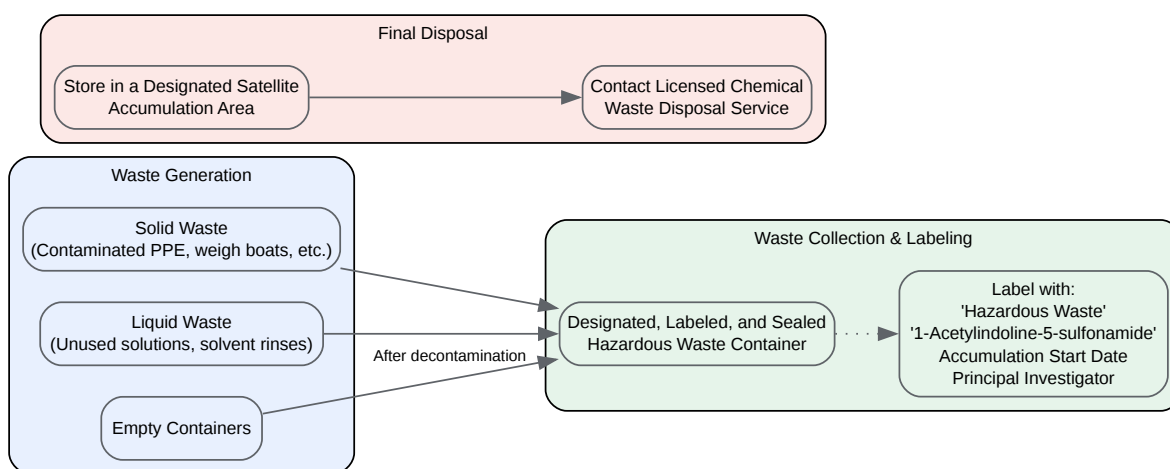 Final Disposal
Store in a Designated Satellite
Accumulation Area
Contact Licensed Chemical
Waste Disposal Service
Waste Generation
Solid Waste
(Contaminated PPE, weigh boats, etc.)
Liquid Waste
(Unused solutions, solvent rinses)
Empty Containers
After decontamination
Waste Collection & Labeling
Designated, Labeled, and Sealed
Hazardous Waste Container
Label with:
'Hazardous Waste'
'1-Acetylindoline-5-sulfonamide'
Accumulation Start Date
Principal Investigator